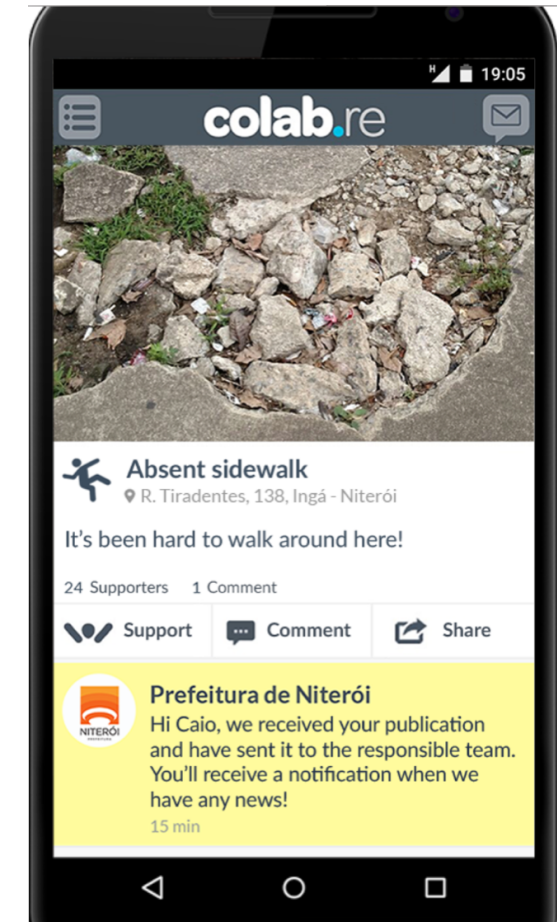 H
19:05
colab.re
Absent sidewalk
R. Tiradentes, 138, Ingá - Niterói
It's been hard to walk around here!
24 Supporters 1 Comment
Support Comment Share
Prefeitura de Niterói
NITERÓI
Hi Caio, we received your publication
and have sent it to the responsible team.
You'll receive a notification when we
have any news!
15 min